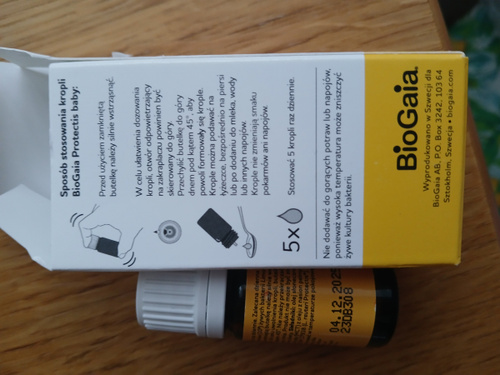 Sposób stosowania kropli
BioGaia Protectis baby:
Przed użyciem zamkniętą
butelkę należy silnie wstrząsnąć.
W celu ułatwienia dozowania
kropli, otwór odpowietrzający
na zakraplaczu powinien być
skierowany do góry.
Przechylić butelkę do góry
dnem pod kątem 45°, aby
powoli formowały się krople.
Krople można podawać na
łyżeczce, bezpośrednio na piersi
lub po dodaniu do mleka, wody
lub innych napojów.
Krople nie zmieniają smaku
pokarmów ani napojów.
5x
Stosować 5 kropli raz dziennie.
Nie dodawać do gorących potraw lub napojów,
ponieważ wysoka temperatura może zniszczyć
żywe kultury bakterii.
BioGaia
Wyprodukowano w Szwecji dla
BioGaia AB, P.O. Box 3242, 103 64
Sztokholm, Szwecja • biogaia.com
04.12.202
23DB308